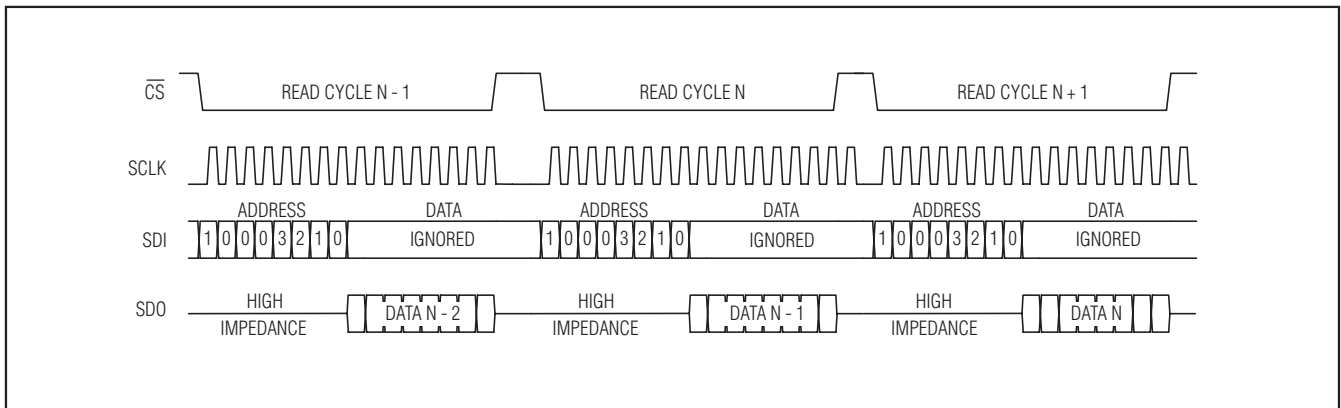 CS READ CYCLE N - 1 READ CYCLE N READ CYCLE N + 1
SCLK
ADDRESS DATA ADDRESS DATA ADDRESS DATA
SDI 1 0 0 0 3 2 1 0 IGNORED 1 0 0 0 3 2 1 0 IGNORED 1 0 0 0 3 2 1 0 IGNORED
SDO HIGH DATA N - 2 HIGH DATA N - 1 HIGH DATA N
IMPEDANCE IMPEDANCE IMPEDANCE